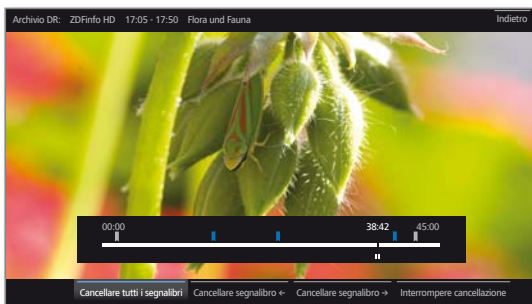 Archivio DR: ZDFinfo HD 17:05 - 17:50 Flora und Fauna Indietro
00:00 38:42 45:00
Cancellare tutti i segnalibri Cancellare segnalibro ← Cancellare segnalibro → Interrompere cancellazione